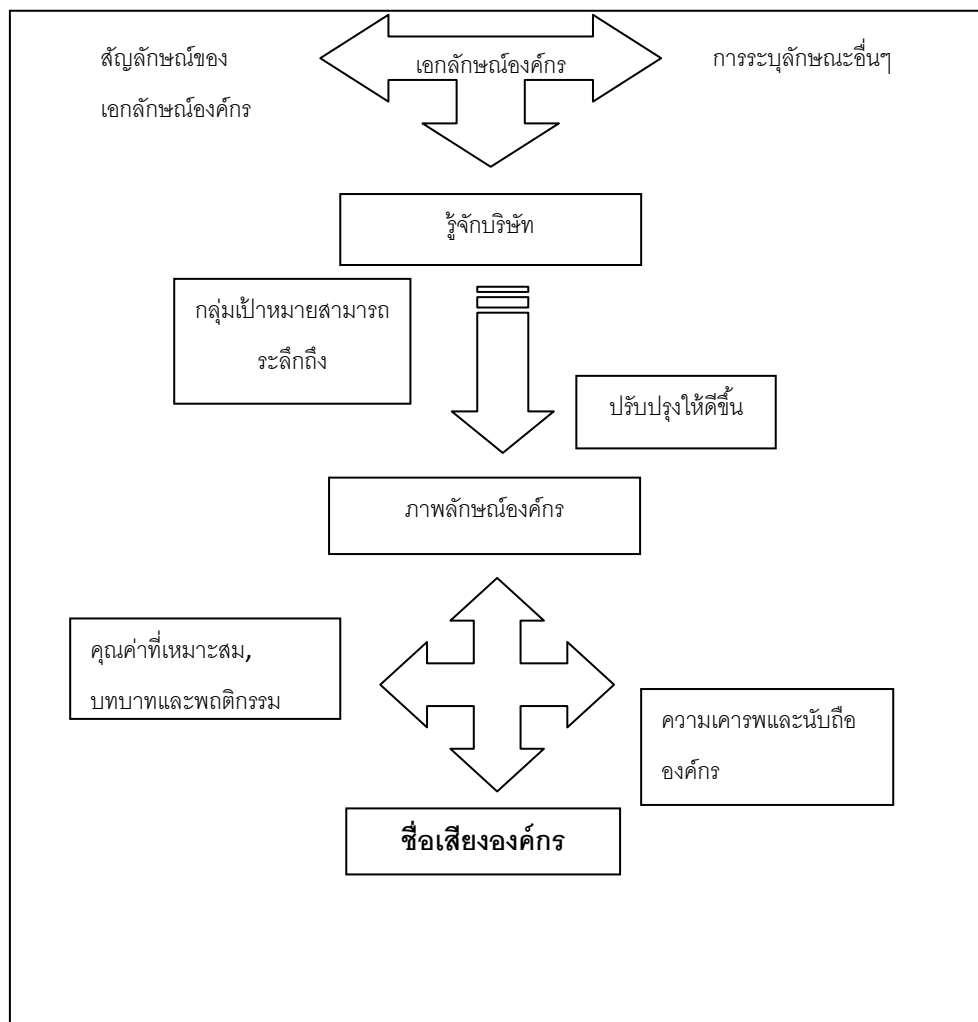 สัญลักษณ์ของ
เอกลักษณ์องค์กร
เอกลักษณ์องค์กร
การระบุลักษณะอื่นๆ
รู้จักบริษัท
กลุ่มเป้าหมายสามารถ
ระลึกถึง
ปรับปรุงให้ดีขึ้น
ภาพลักษณ์องค์กร
คุณค่าที่เหมาะสม,
บทบาทและพฤติกรรม
ความเคารพและนับถือ
องค์กร
ชื่อเสียงองค์กร